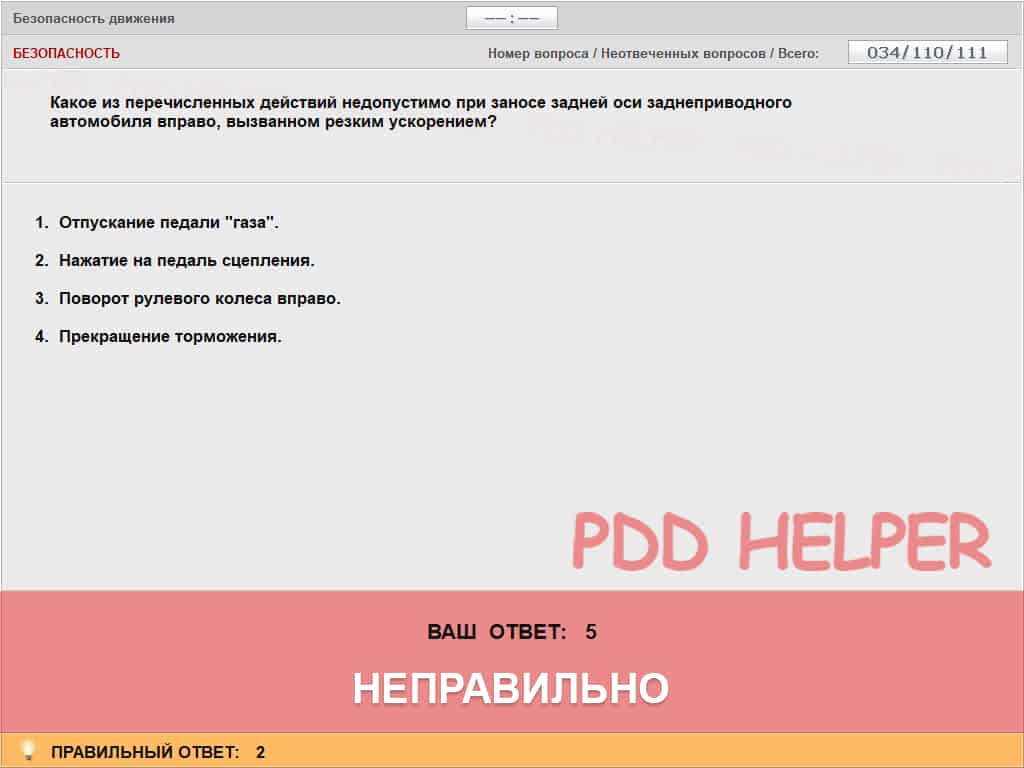 Безопасность движения
—— : ——
БЕЗОПАСНОСТЬ
Номер вопроса / Неотвеченных вопросов / Всего:
034/110/111
Какое из перечисленных действий недопустимо при заносе задней оси заднеприводного
автомобиля вправо, вызванном резким ускорением?
1. Отпускание педали "газа".
2. Нажатие на педаль сцепления.
3. Поворот рулевого колеса вправо.
4. Прекращение торможения.
PDD HELPER
ВАШ ОТВЕТ: 5
НЕПРАВИЛЬНО
ПРАВИЛЬНЫЙ ОТВЕТ: 2